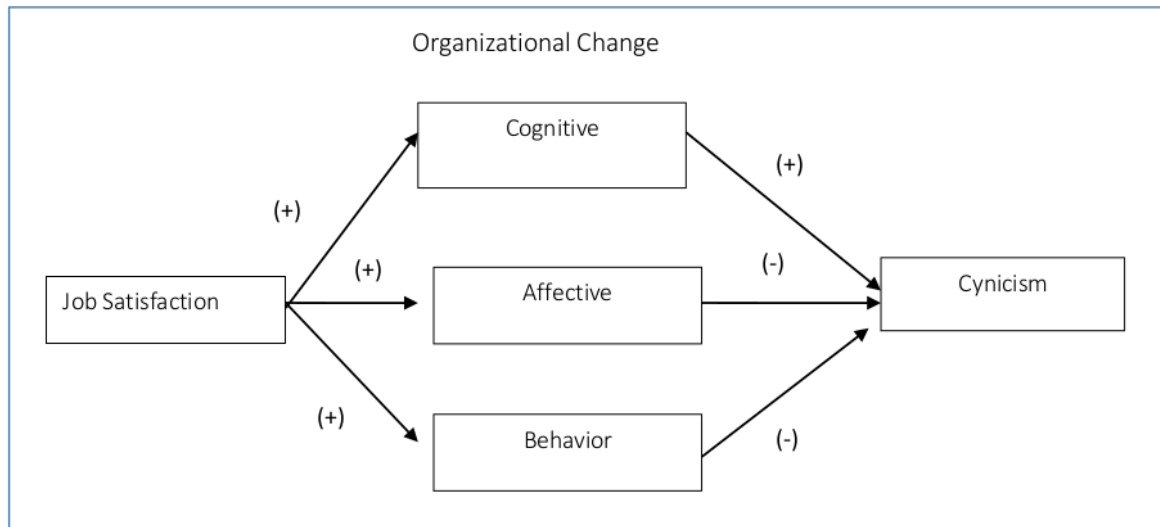 Organizational Change
Cognitive
(+)
(+)
(+)
(-)
Job Satisfaction
Affective
Cynicism
(+)
Behavior
(-)